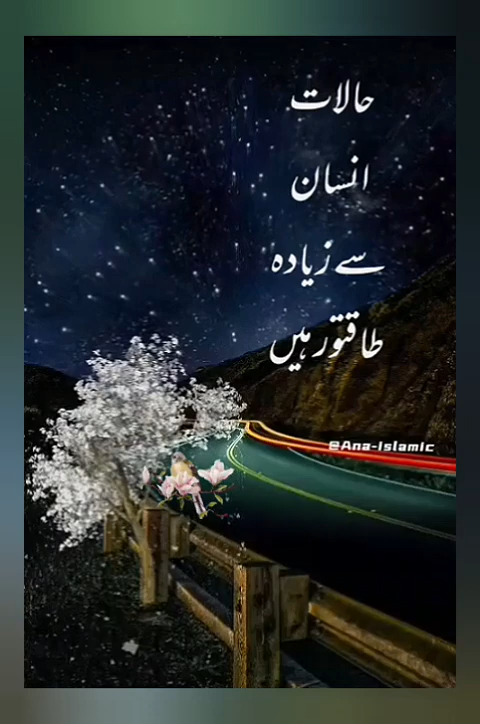 حالات
انسان
سے زیادہ
طاقتور ہیں
@Ana-islamic